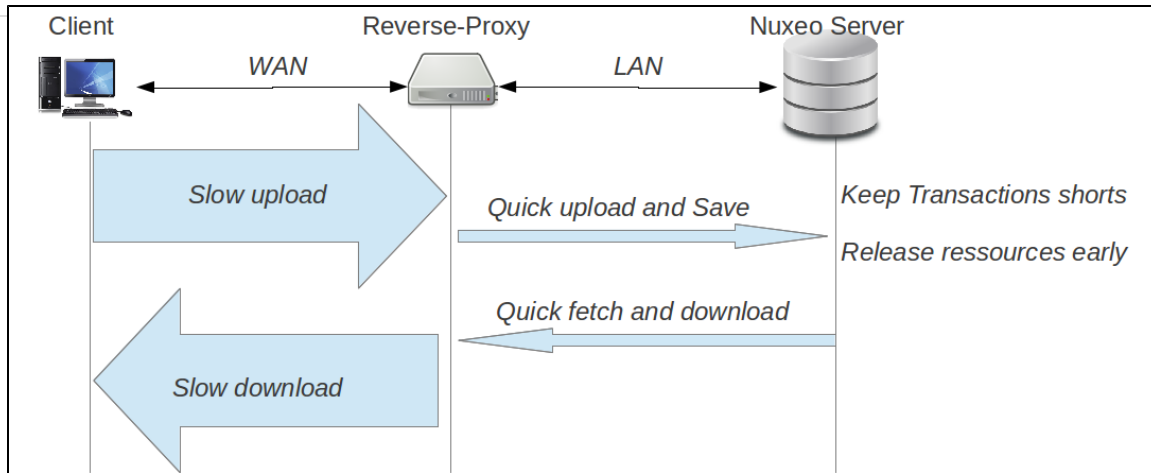 Client
Reverse-Proxy
Nuxeo Server
WAN
LAN
Slow upload
Quick upload and Save
Keep Transactions shorts
Release ressources early
Quick fetch and download
Slow download